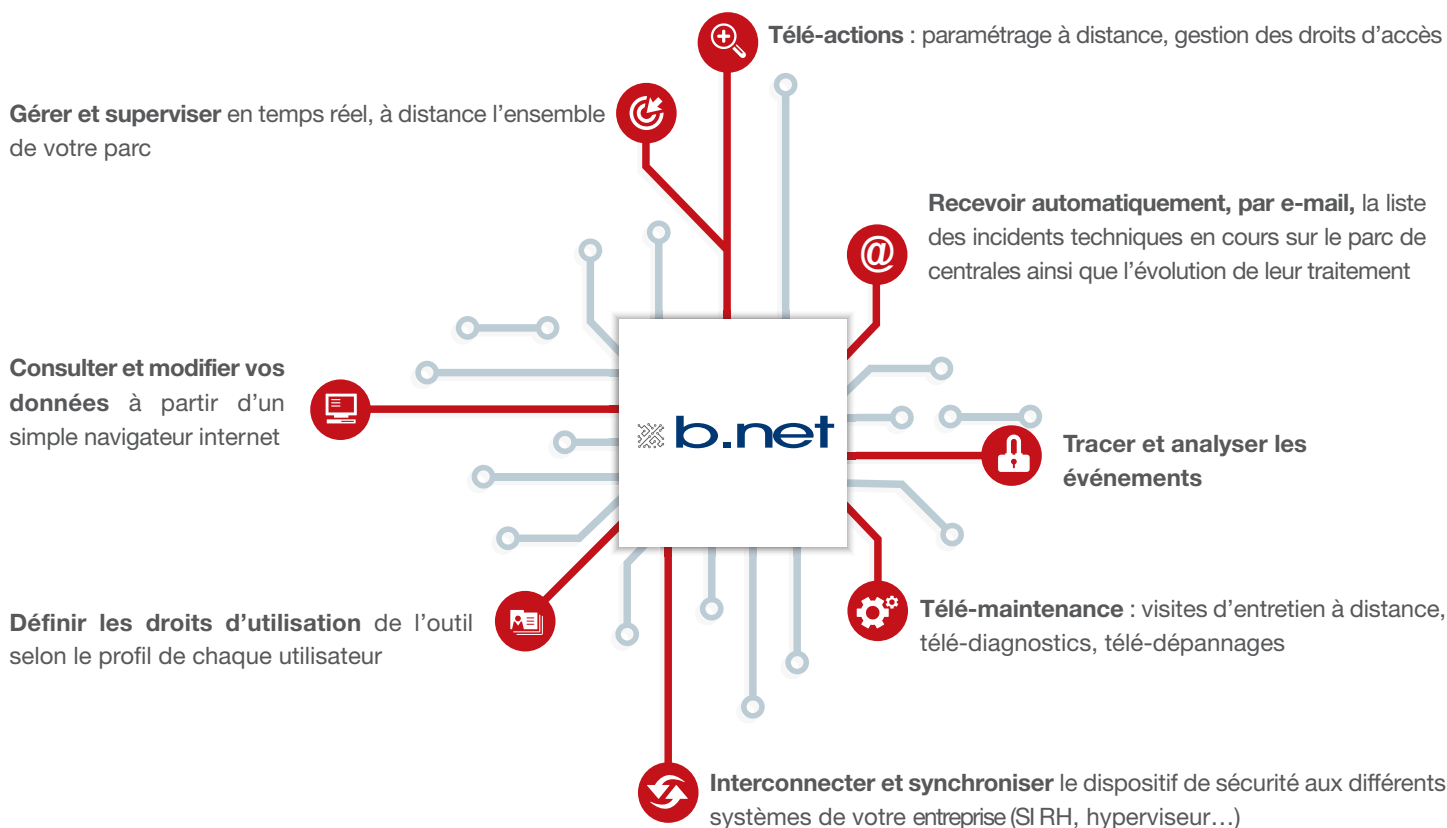 Télé-actions : paramétrage à distance, gestion des droits d'accès
Gérer et superviser en temps réel, à distance l'ensemble
de votre parc
Recevoir automatiquement, par e-mail, la liste
des incidents techniques en cours sur le parc de
centrales ainsi que l'évolution de leur traitement
Consulter et modifier vos
données à partir d'un
simple navigateur internet
b.net
Tracer et analyser les
événements
Définir les droits d'utilisation de l'outil
selon le profil de chaque utilisateur
Télé-maintenance : visites d'entretien à distance,
télé-diagnostics, télé-dépannages
Interconnecter et synchroniser le dispositif de sécurité aux différents
systèmes de votre entreprise (SI RH, hyperviseur…)